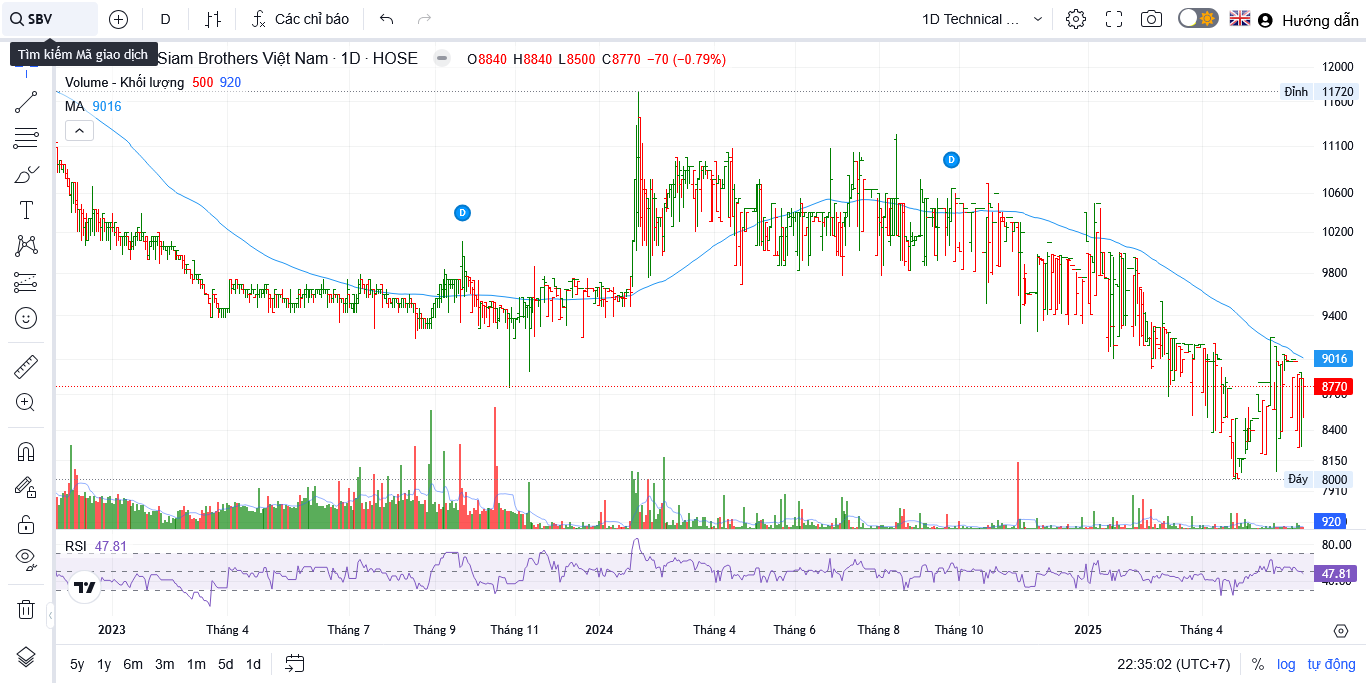 SBV
D
Các chỉ báo
1D Technical ...
Hướng dẫn
Tìm kiếm Mã giao dịch
Siam Brothers Việt Nam · 1D · HOSE
O8840 H8840 L8500 C8770 −70 (−0.79%)
Volume - Khối lượng 500 920
MA 9016
12000
Đỉnh 11720
11600
11100
D
10600
D
10200
9800
9400
9016
8770
8700
8400
8150
Đáy 8000
7910
920
RSI 47.81
80.00
47.81
40.00
2023
Tháng 4
Tháng 7
Tháng 9
Tháng 11
2024
Tháng 4
Tháng 6
Tháng 8
Tháng 10
2025
Tháng 4
5y 1y 6m 3m 1m 5d 1d
22:35:02 (UTC+7)
% log tự động